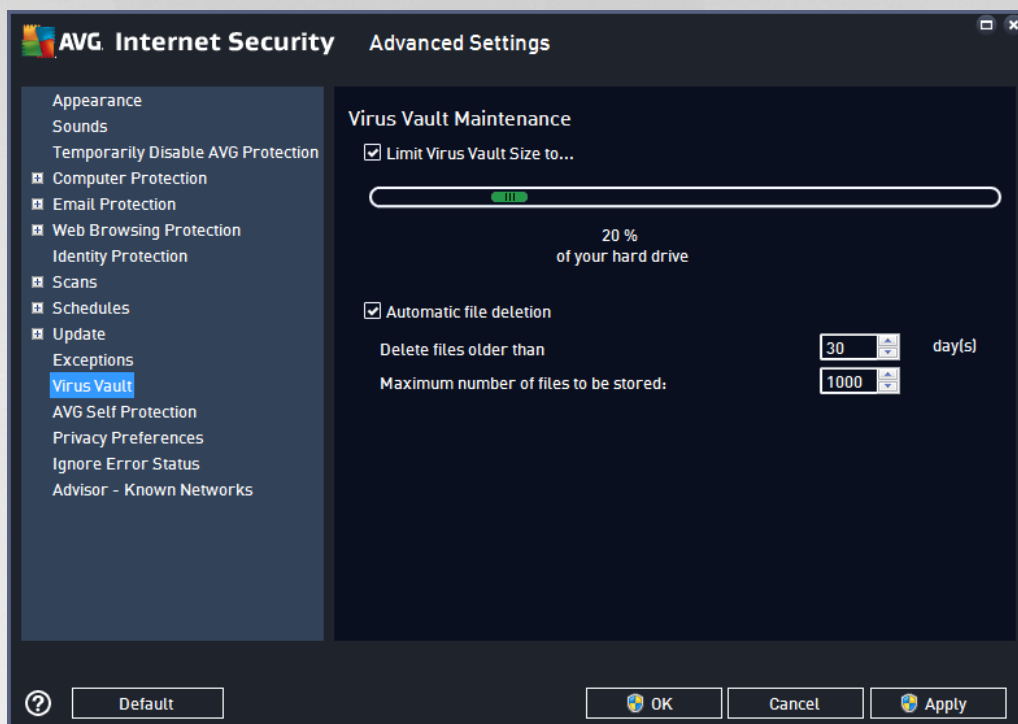 AVG. Internet Security Advanced Settings
Appearance
Sounds
Temporarily Disable AVG Protection
Computer Protection
Email Protection
Web Browsing Protection
Identity Protection
Scans
Schedules
Update
Exceptions
Virus Vault
AVG Self Protection
Privacy Preferences
Ignore Error Status
Advisor - Known Networks
Virus Vault Maintenance
Limit Virus Vault Size to...
20 %
of your hard drive
Automatic file deletion
Delete files older than 30 day(s)
Maximum number of files to be stored: 1000
? Default OK Cancel Apply